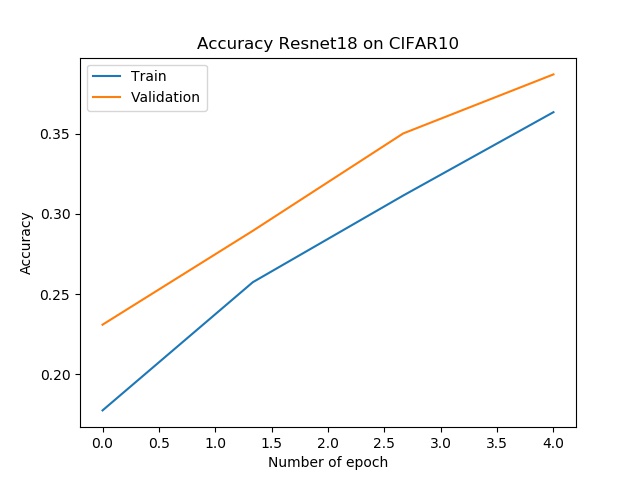 Accuracy Resnet18 on CIFAR10
Train
Validation
Accuracy
0.35
0.30
0.25
0.20
0.0 0.5 1.0 1.5 2.0 2.5 3.0 3.5 4.0
Number of epoch